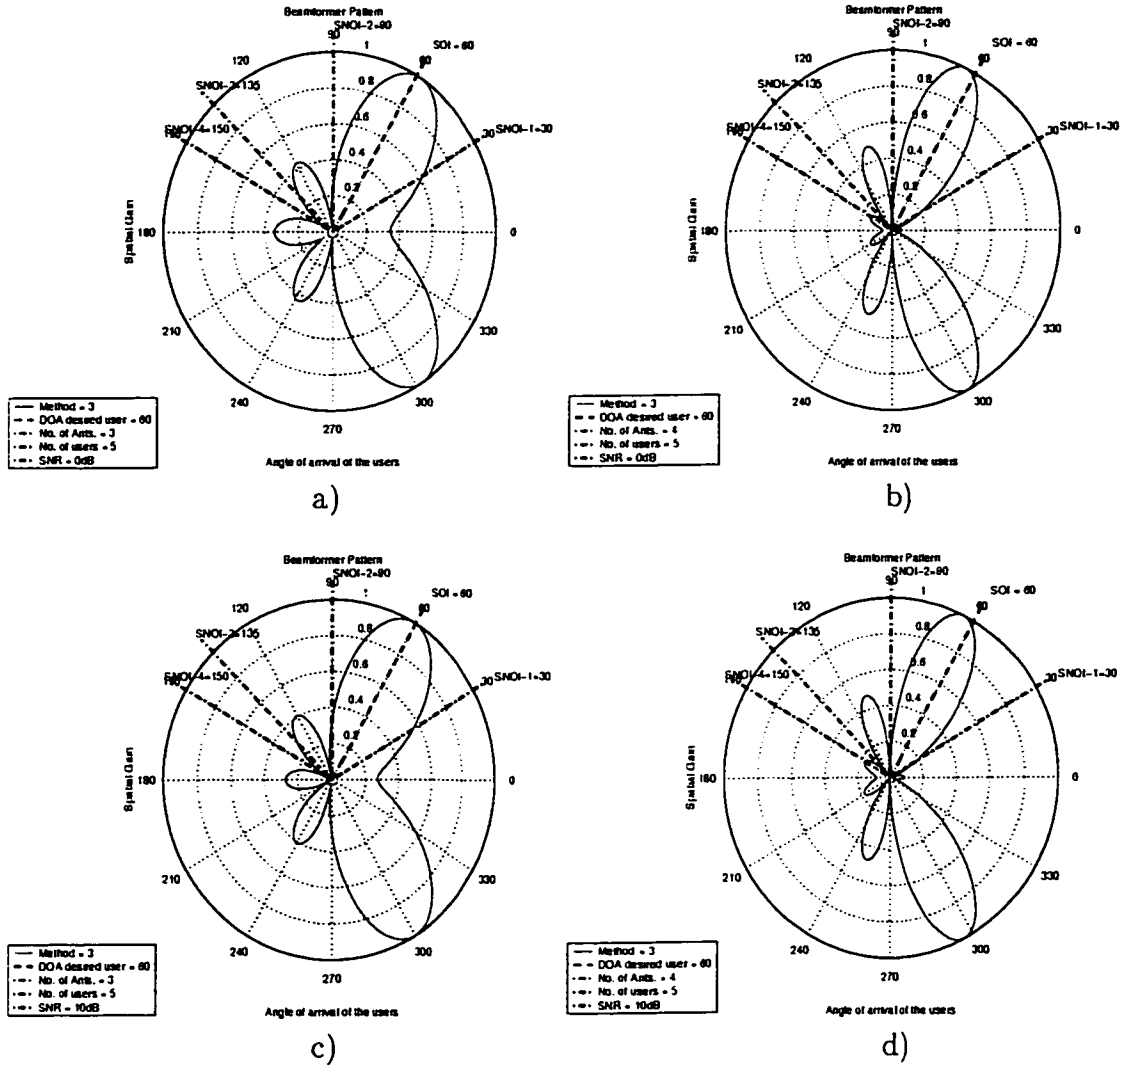 Beamformer Pattern
SNOI-2=90
90
1
SOI = 60
120
60
SNOI-3=135
0.8
SNOI-4=150
0.6
30
SNOI-1=30
0.4
0.2
Spatial Gain
180
0
210
330
240
300
270
Method = 3
DOA desired user = 60
No. of Ants. = 3
No. of users = 5
SNR = 0dB
Angle of arrival of the users
a)
Beamformer Pattern
SNOI-2=90
90
1
SOI = 60
120
60
SNOI-3=135
0.8
SNOI-4=150
0.6
30
SNOI-1=30
0.4
0.2
Spatial Gain
180
0
210
330
240
300
270
Method = 3
DOA desired user = 60
No. of Ants. = 4
No. of users = 5
SNR = 0dB
Angle of arrival of the users
b)
Beamformer Pattern
SNOI-2=90
90
SOI = 60
120
60
SNOI-3=135
0.8
SNOI-4=150
0.6
30
SNOI-1=30
0.4
0.2
Spatial Gain
180
0
210
330
240
300
270
Method = 3
DOA desired user = 60
No. of Ants. = 3
No. of users = 5
SNR = 10dB
Angle of arrival of the users
c)
Beamformer Pattern
SNOI-2=90
90
1
SOI = 60
120
60
SNOI-3=135
0.8
SNOI-4=150
0.6
30
SNOI-1=30
0.4
0.2
Spatial Gain
180
0
210
330
240
300
270
Method = 3
DOA desired user = 60
No. of Ants. = 4
No. of users = 5
SNR = 10dB
Angle of arrival of the users
d)